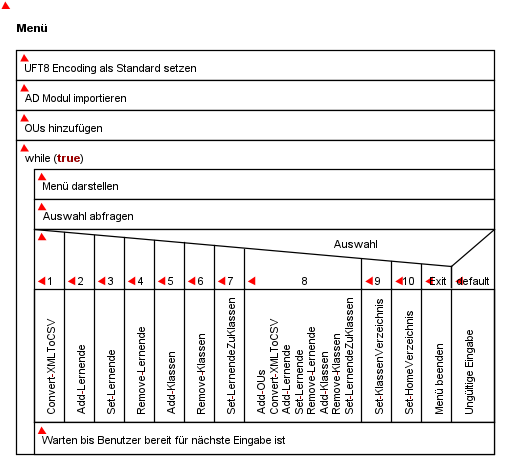 Menü
UFT8 Encoding als Standard setzen
AD Modul importieren
OUs hinzufügen
while (true)
Menü darstellen
Auswahl abfragen
Auswahl
1 2 3 4 5 6 7 8 9 10 Exit default
Convert-XMLToCSV
Add-Lernende
Set-Lernende
Remove-Lernende
Add-Klassen
Remove-Klassen
Set-LernendeZuKlassen
Add-OUs
Convert-XMLToCSV
Add-Lernende
Set-Lernende
Remove-Lernende
Add-Klassen
Remove-Klassen
Set-LernendeZuKlassen
Set-KlassenVerzeichnis
Set-HomeVerzeichnis
Menü beenden
Ungültige Eingabe
Warten bis Benutzer bereit für nächste Eingabe ist